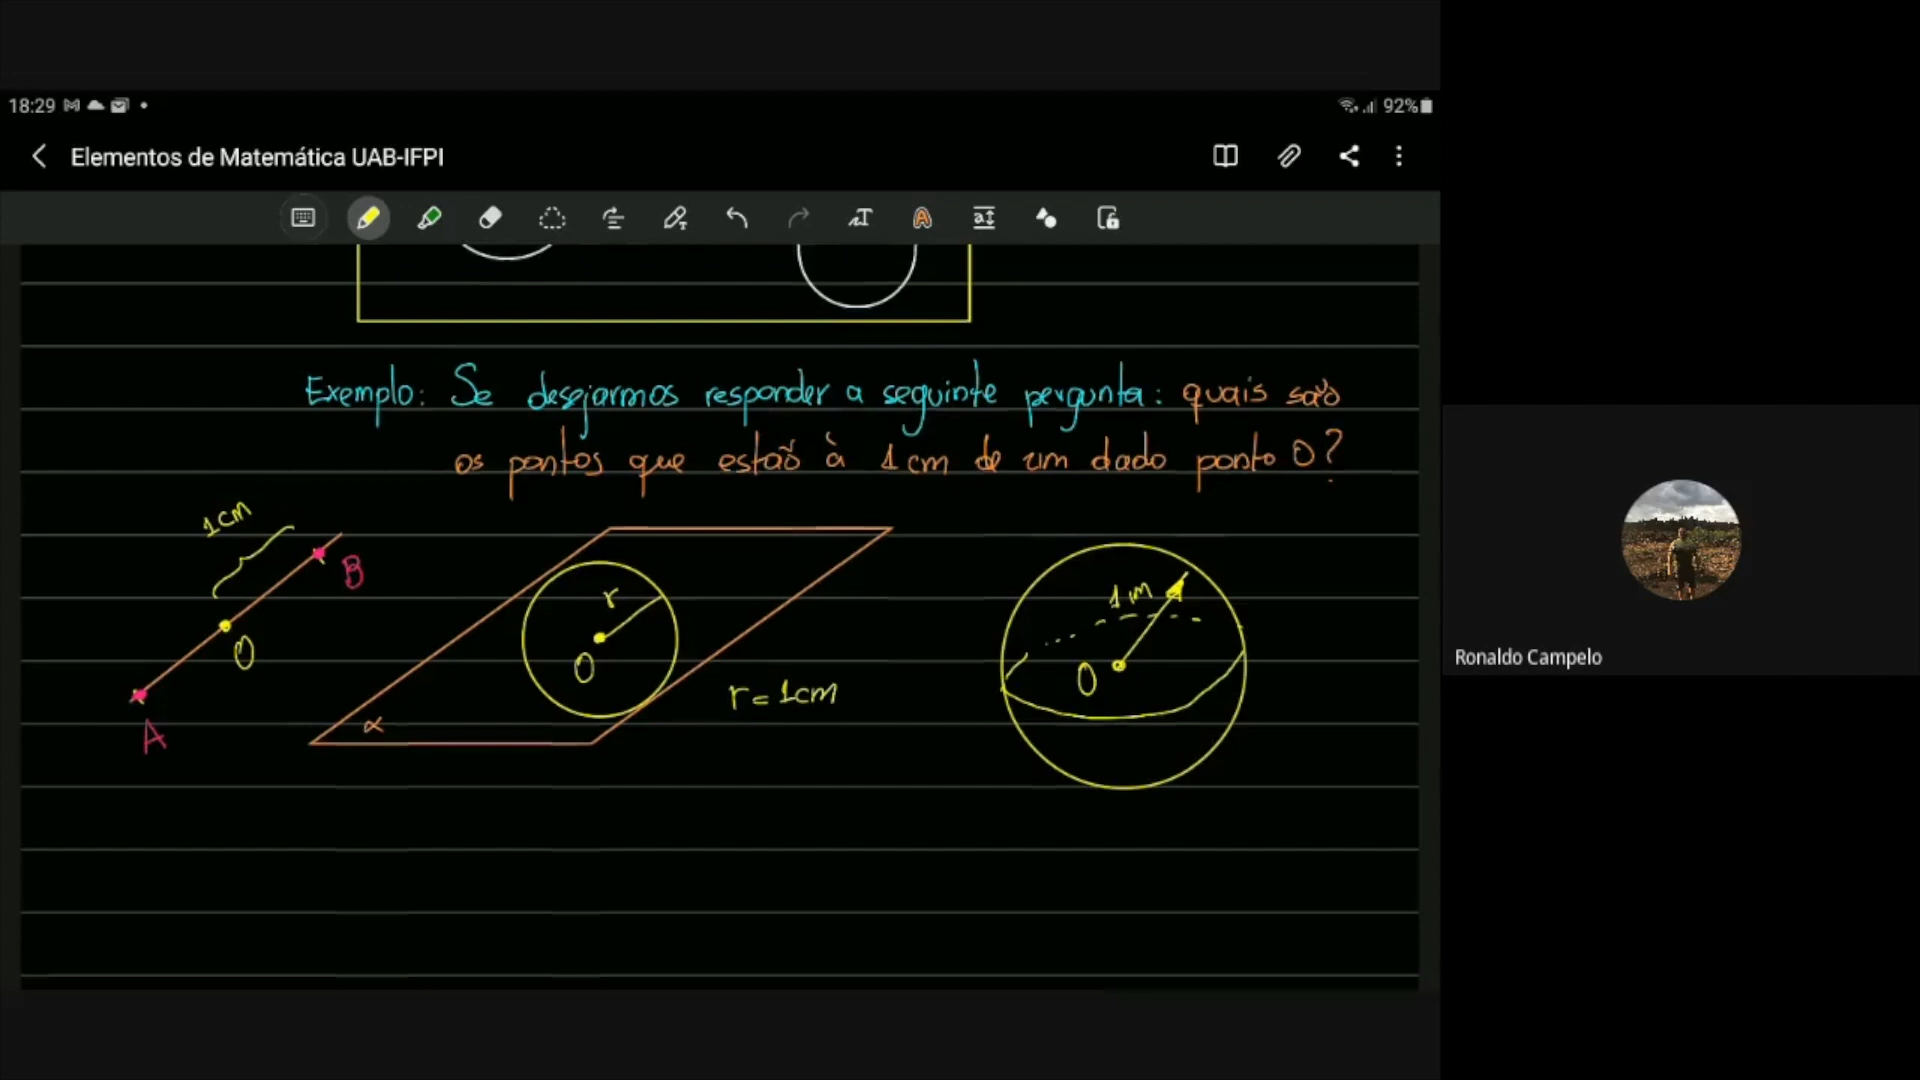 18:29
92%
Elementos de Matemática UAB-IFPI
Exemplo: Se desejarmos responder a seguinte pergunta: quais são
os pontos que estão à 1 cm de um dado ponto O?
1cm
B
O
A
r
O
α
r = 1cm
1m
O
Ronaldo Campelo